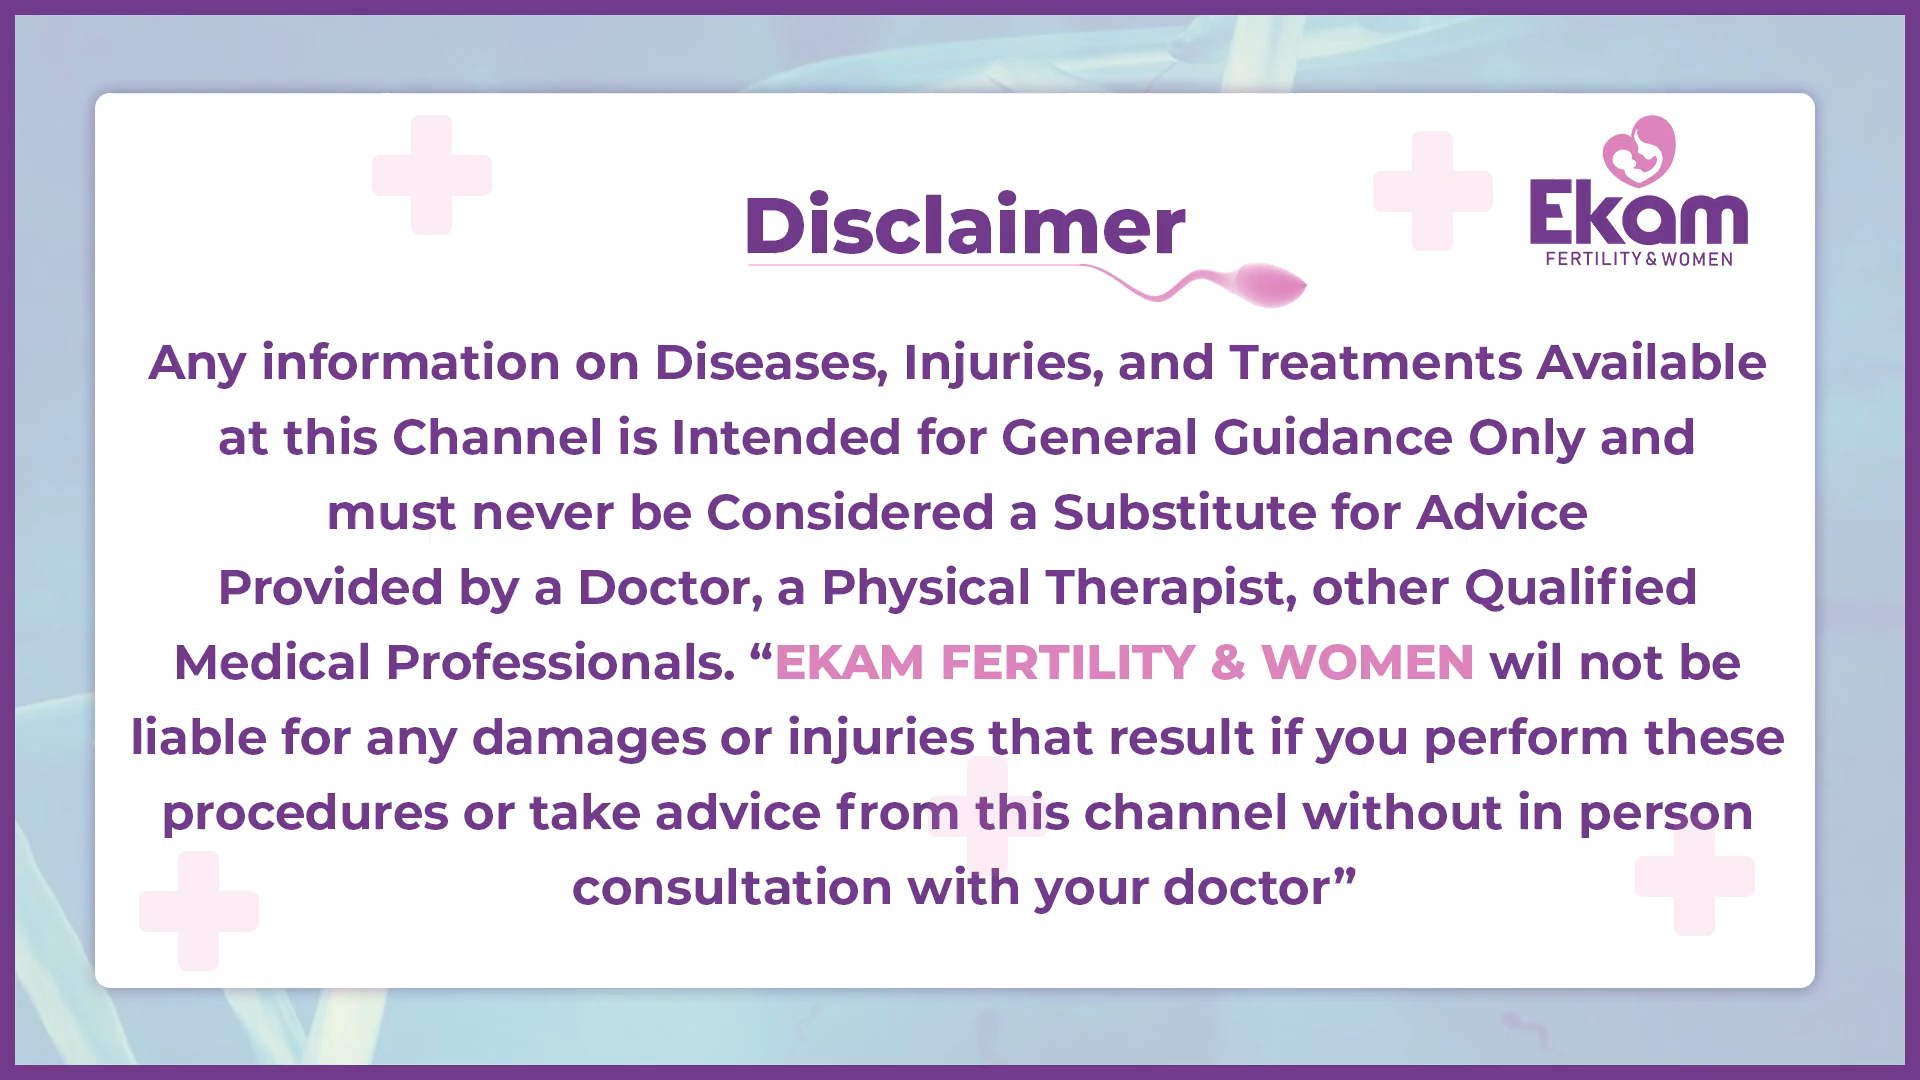 Disclaimer
Ekam
FERTILITY & WOMEN
Any information on Diseases, Injuries, and Treatments Available
at this Channel is Intended for General Guidance Only and
must never be Considered a Substitute for Advice
Provided by a Doctor, a Physical Therapist, other Qualified
Medical Professionals. “EKAM FERTILITY & WOMEN wil not be
liable for any damages or injuries that result if you perform these
procedures or take advice from this channel without in person
consultation with your doctor”